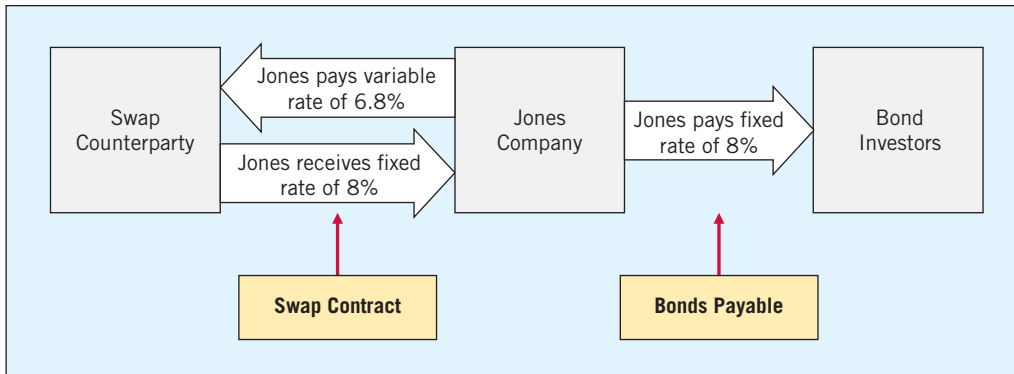 Swap
Counterparty
Jones pays variable
rate of 6.8%
Jones receives fixed
rate of 8%
Jones
Company
Jones pays fixed
rate of 8%
Bond
Investors
Swap Contract
Bonds Payable